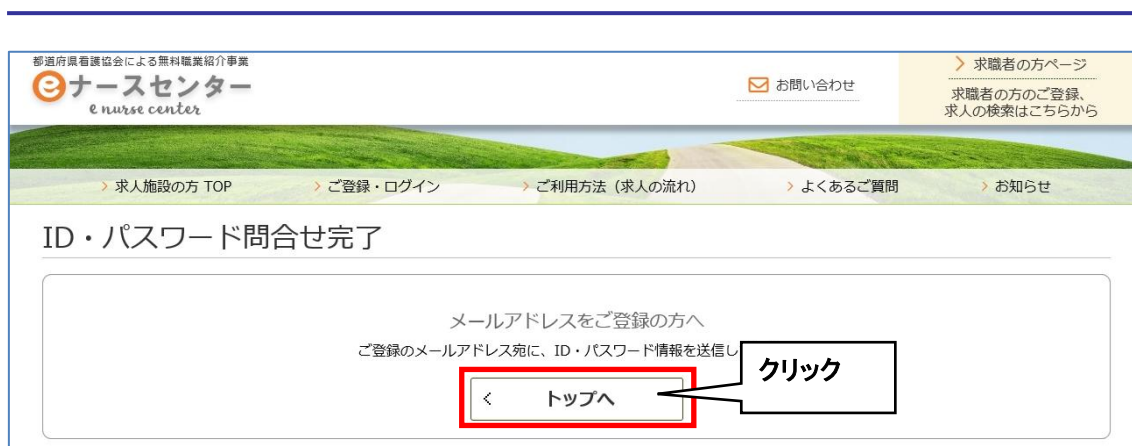 都道府県看護協会による無料職業紹介事業
eナースセンター
e nurse center
お問い合わせ
求職者の方ページ
求職者の方のご登録、
求人の検索はこちらから
求人施設の方 TOP
ご登録・ログイン
ご利用方法（求人の流れ）
よくあるご質問
お知らせ
ID・パスワード問合せ完了
メールアドレスをご登録の方へ
ご登録のメールアドレス宛に、ID・パスワード情報を送信し
クリック
トップへ